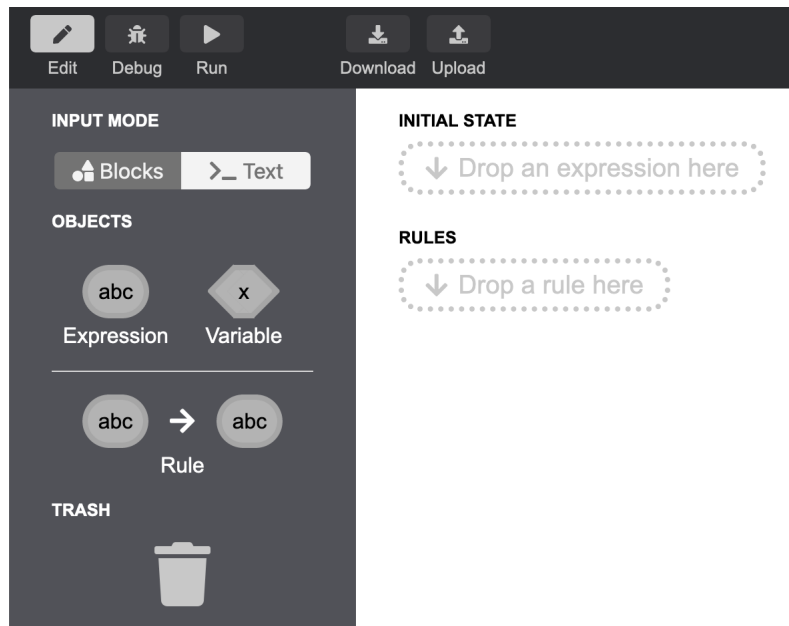 Edit Debug Run Download Upload
INPUT MODE
Blocks >_ Text
OBJECTS
abc x
Expression Variable
abc → abc
Rule
TRASH
INITIAL STATE
↓ Drop an expression here
RULES
↓ Drop a rule here